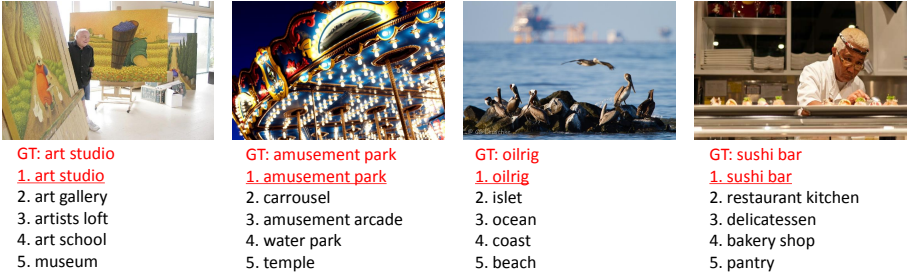 GT: art studio
1. art studio
2. art gallery
3. artists loft
4. art school
5. museum
GT: amusement park
1. amusement park
2. carrousel
3. amusement arcade
4. water park
5. temple
GT: oilrig
1. oilrig
2. islet
3. ocean
4. coast
5. beach
GT: sushi bar
1. sushi bar
2. restaurant kitchen
3. delicatessen
4. bakery shop
5. pantry